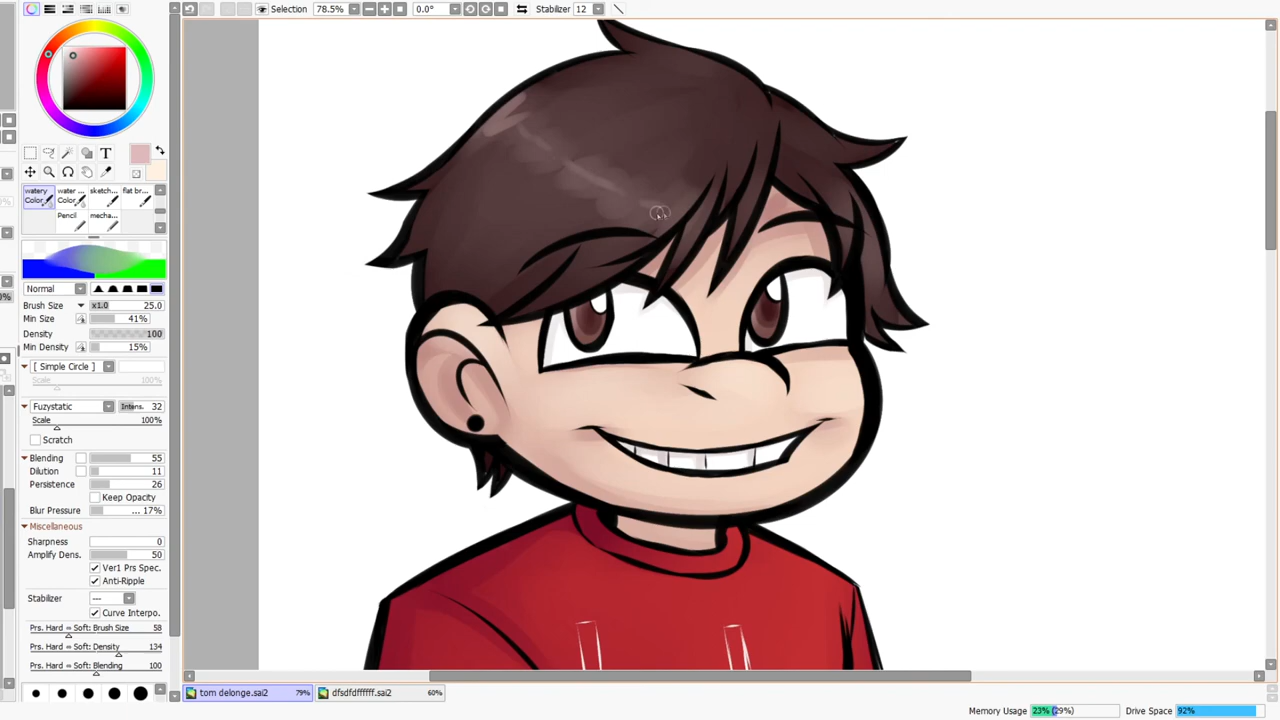 Selection 78.5% 0.0° Stabilizer 12
T
watery Color
water ... Color
sketch...
flat br...
Pencil
mecha...
Normal
Brush Size x1.0 25.0
Min Size 41%
Density 100
Min Density 15%
[ Simple Circle ]
Scale 100%
Fuzystatic Intens. 32
Scale 100%
Scratch
Blending 55
Dilution 11
Persistence 26
Keep Opacity
Blur Pressure ... 17%
Miscellaneous
Sharpness 0
Amplify Dens. 50
Ver1 Prs Spec.
Anti-Ripple
Stabilizer ---
Curve Interpo.
Prs. Hard ↔ Soft: Brush Size 58
Prs. Hard ↔ Soft: Density 134
Prs. Hard ↔ Soft: Blending 100
tom delonge.sai2 79% dfsdfdffffff.sai2 60%
Memory Usage 23% (29%) Drive Space 92%